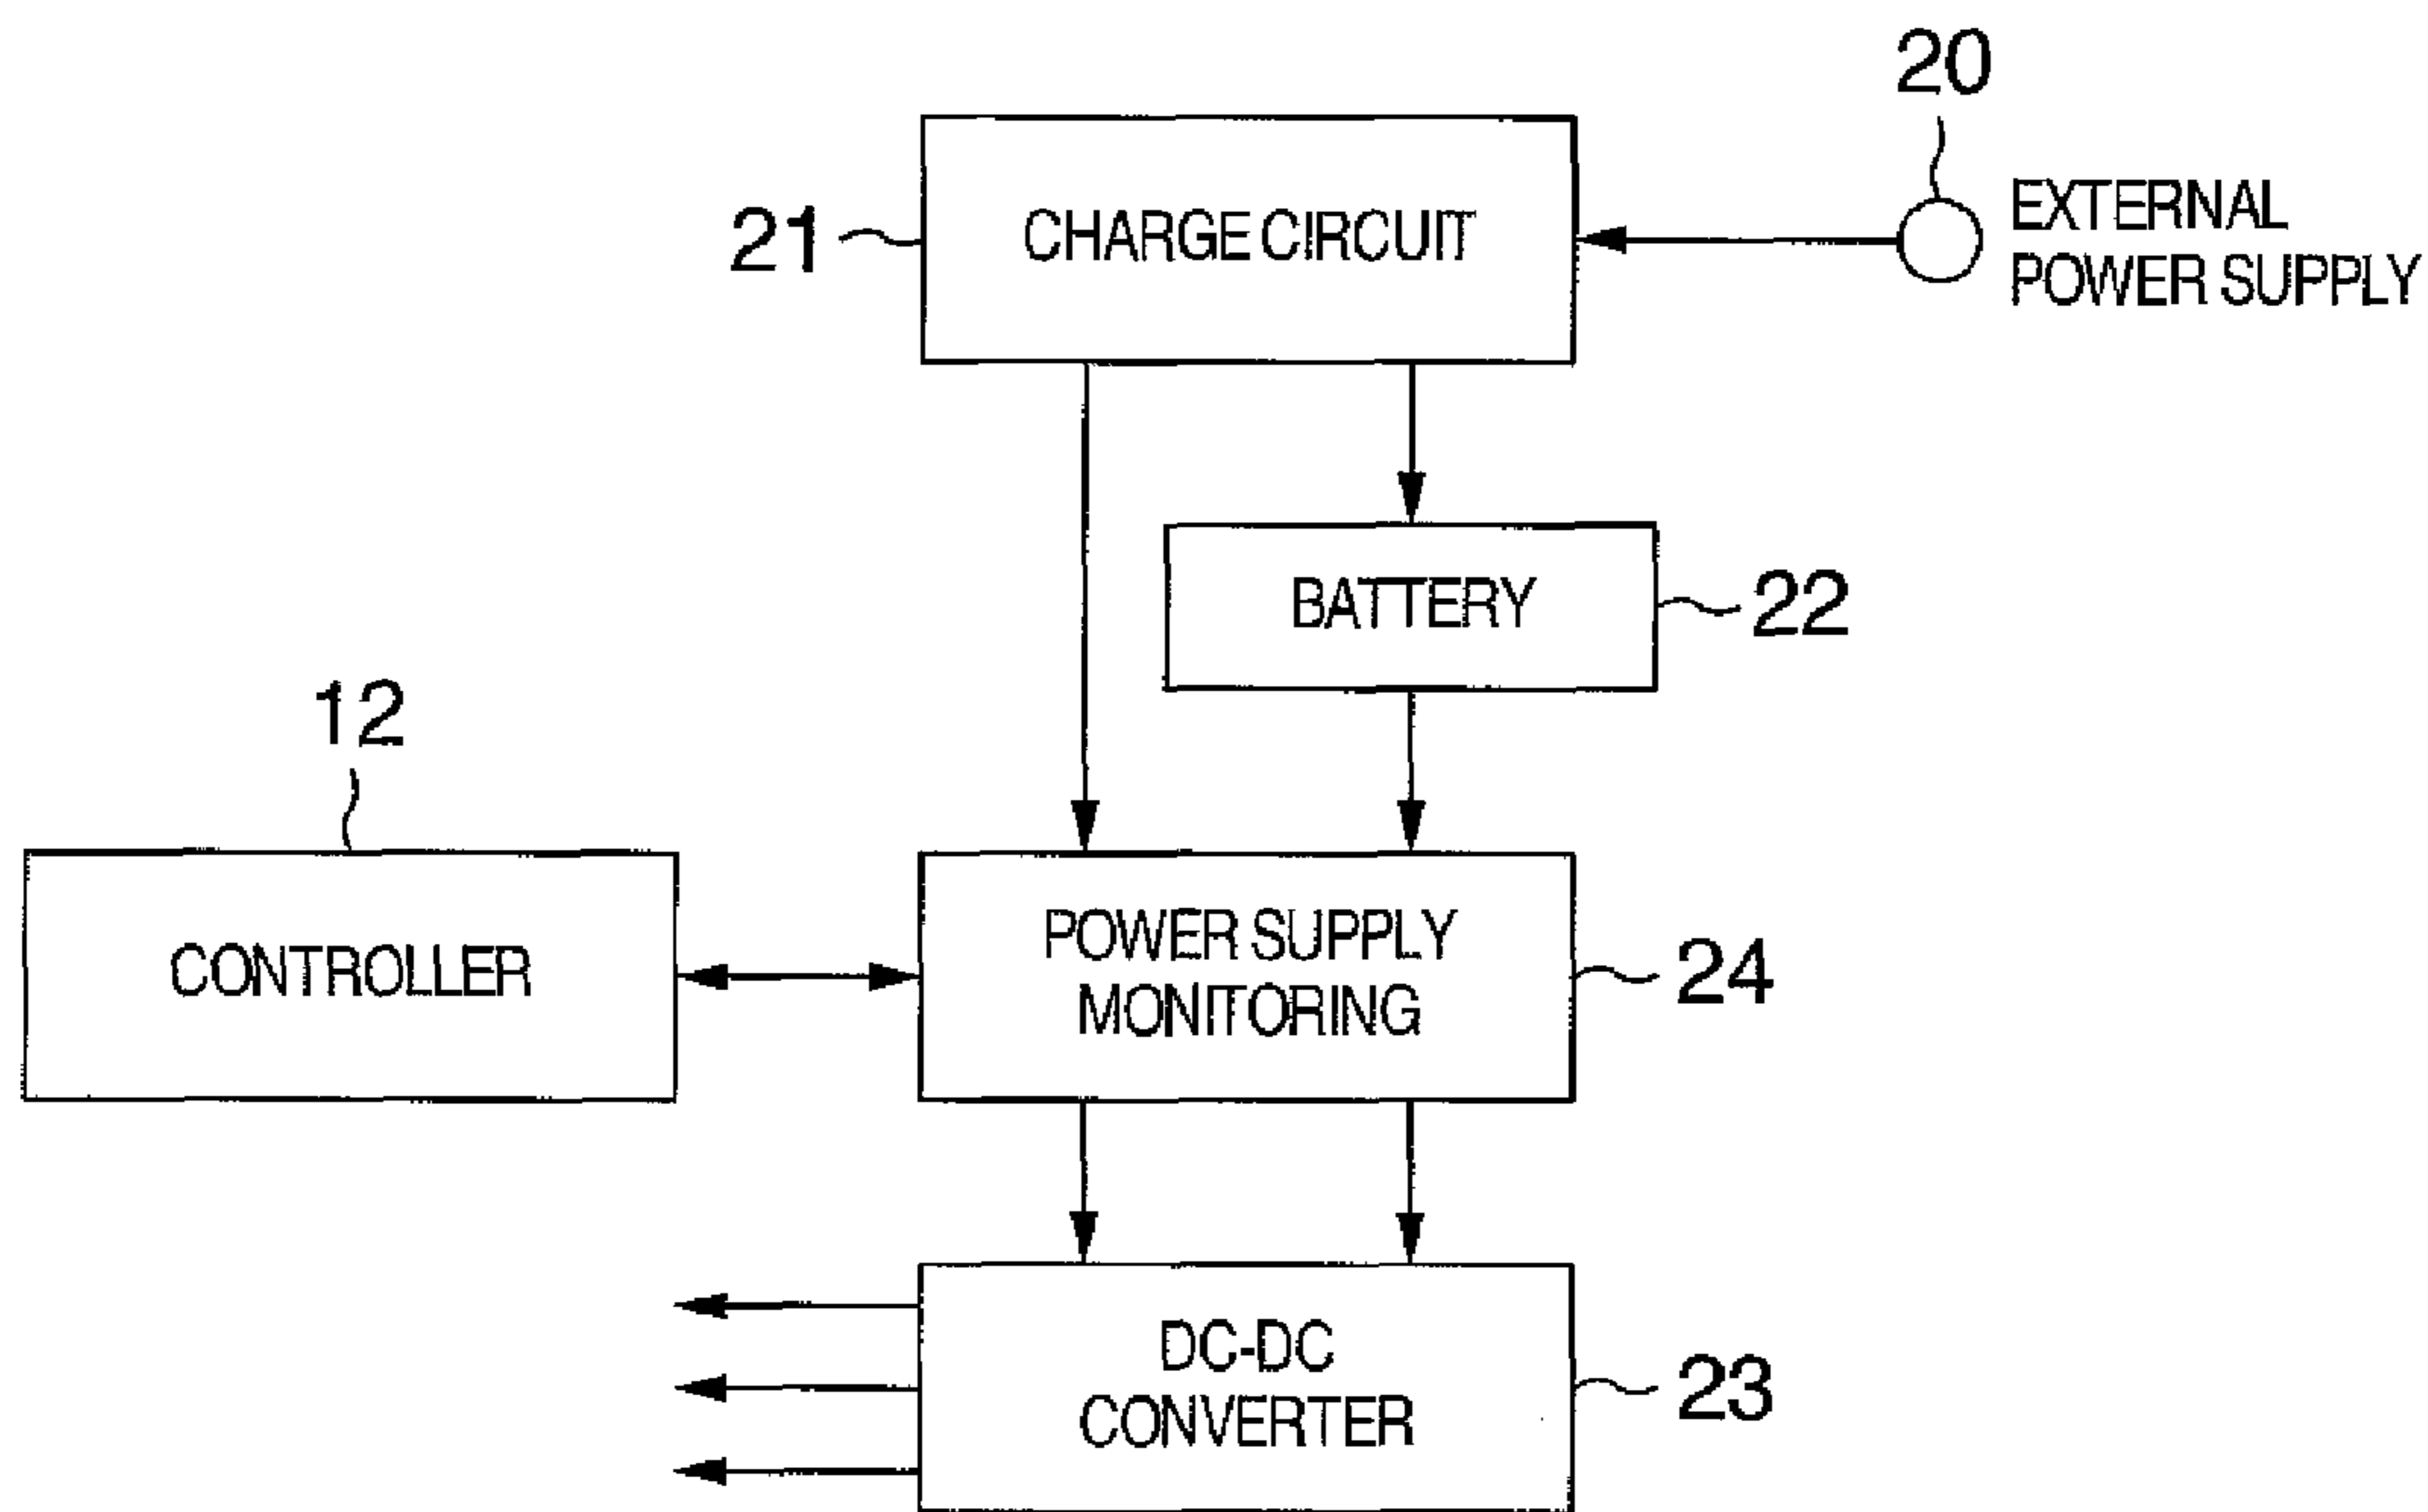 20
EXTERNAL
POWER SUPPLY
21
CHARGE CIRCUIT
BATTERY
22
12
CONTROLLER
POWER SUPPLY
MONITORING
24
DC-DC
CONVERTER
23